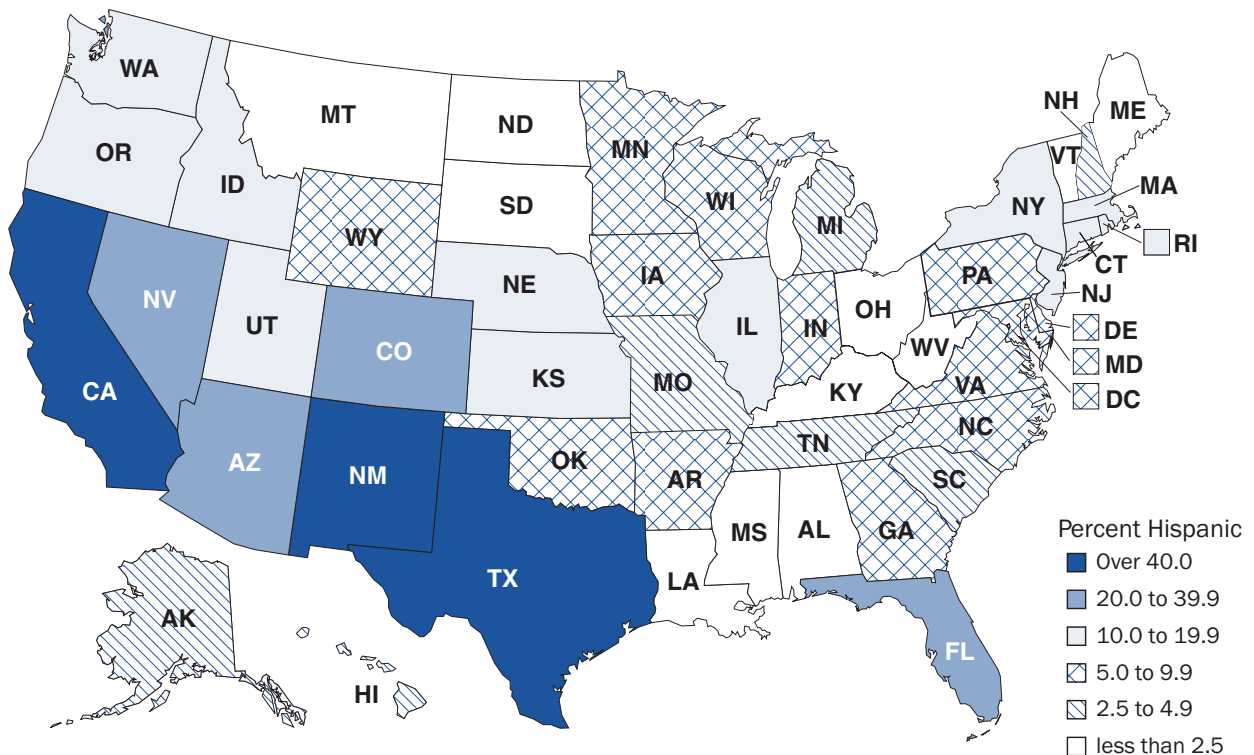 WA
MT
ND
MN
NH
ME
VT
OR
ID
SD
WI
MI
NY
MA
RI
WY
IA
PA
CT
NJ
NV
UT
NE
IL
IN
OH
DE
CO
WV
MD
CA
KS
MO
KY
VA
DC
AZ
NM
OK
TN
NC
AR
SC
MS
AL
GA
TX
LA
AK
HI
FL
Percent Hispanic
Over 40.0
20.0 to 39.9
10.0 to 19.9
5.0 to 9.9
2.5 to 4.9
less than 2.5